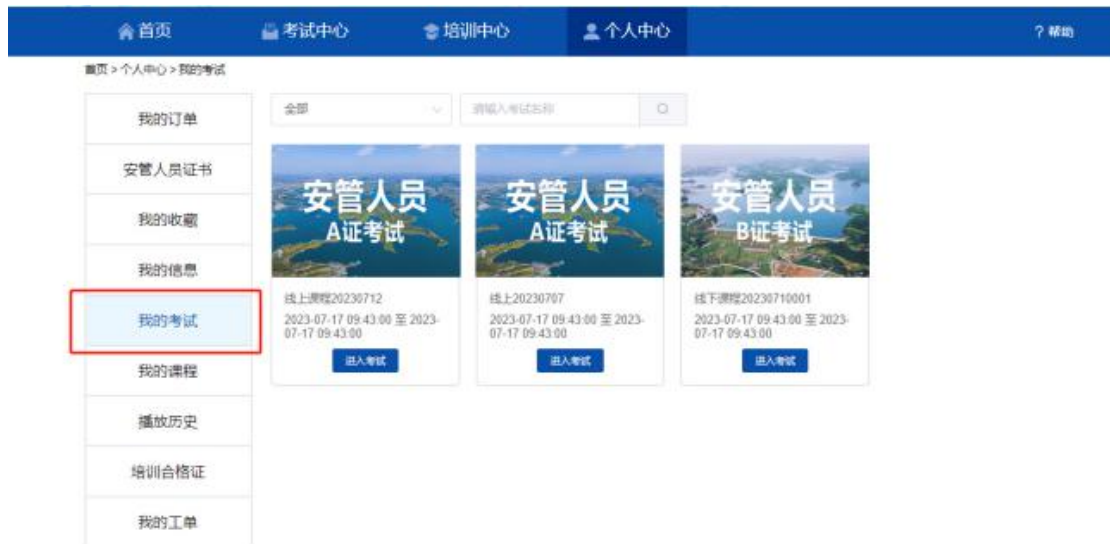 首页
考试中心
培训中心
个人中心
? 帮助
首页 > 个人中心 > 我的考试
我的订单
安管人员证书
我的收藏
我的信息
我的考试
我的课程
播放历史
培训合格证
我的工单
全部
请输入考试名称
安管人员
A证考试
线上课程20230712
2023-07-17 09:43:00 至 2023-
07-17 09:43:00
进入考试
安管人员
A证考试
线上20230707
2023-07-17 09:43:00 至 2023-
07-17 09:43:00
进入考试
安管人员
B证考试
线下课程20230710001
2023-07-17 09:43:00 至 2023-
07-17 09:43:00
进入考试